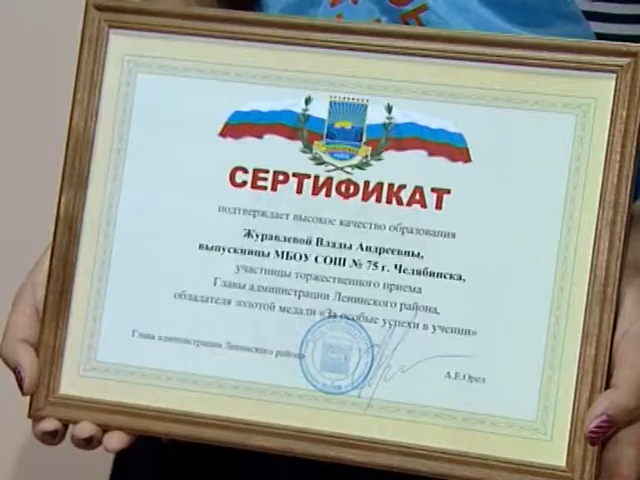 СЕРТИФИКАТ
подтверждает высокое качество образования
Журавлевой Влады Андреевны,
выпускницы МБОУ СОШ № 75 г. Челябинска,
участницы торжественного приема
Главы администрации Ленинского района,
обладателя золотой медали «За особые успехи в учении»
Глава администрации Ленинского района
А.Е.Орел